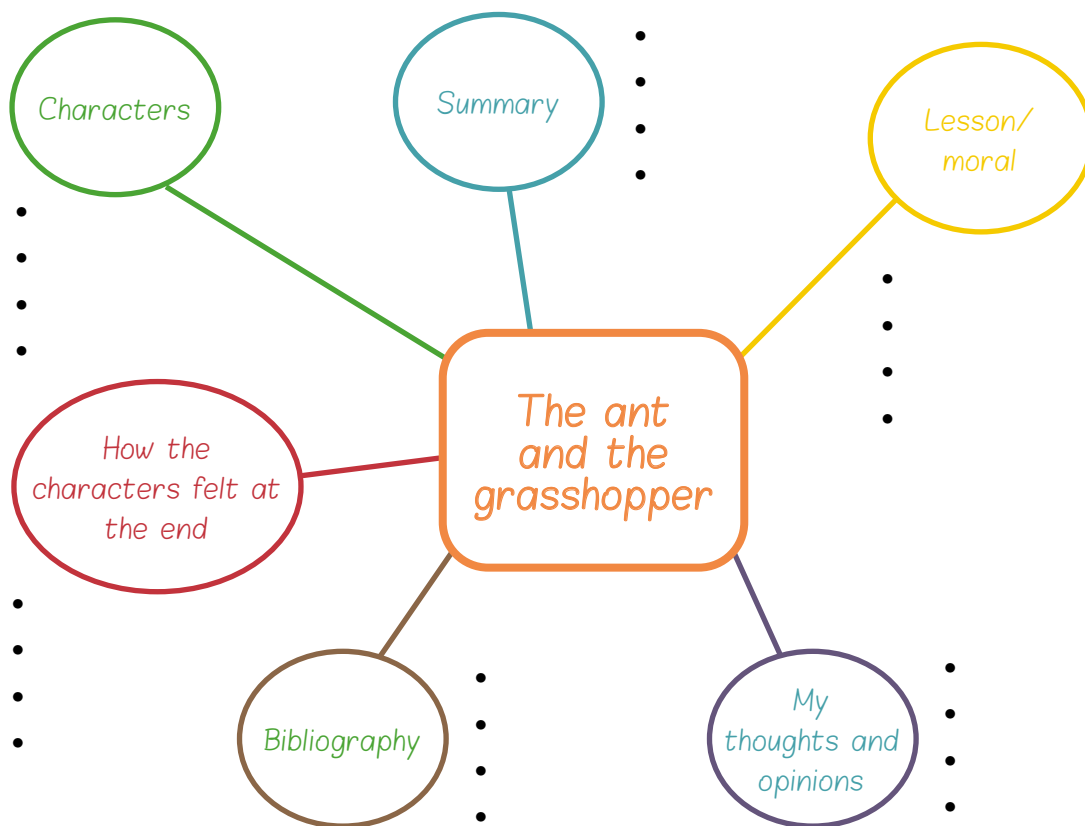 Characters
Summary
Lesson/
moral
The ant
and the
grasshopper
How the
characters felt at
the end
Bibliography
My
thoughts and
opinions